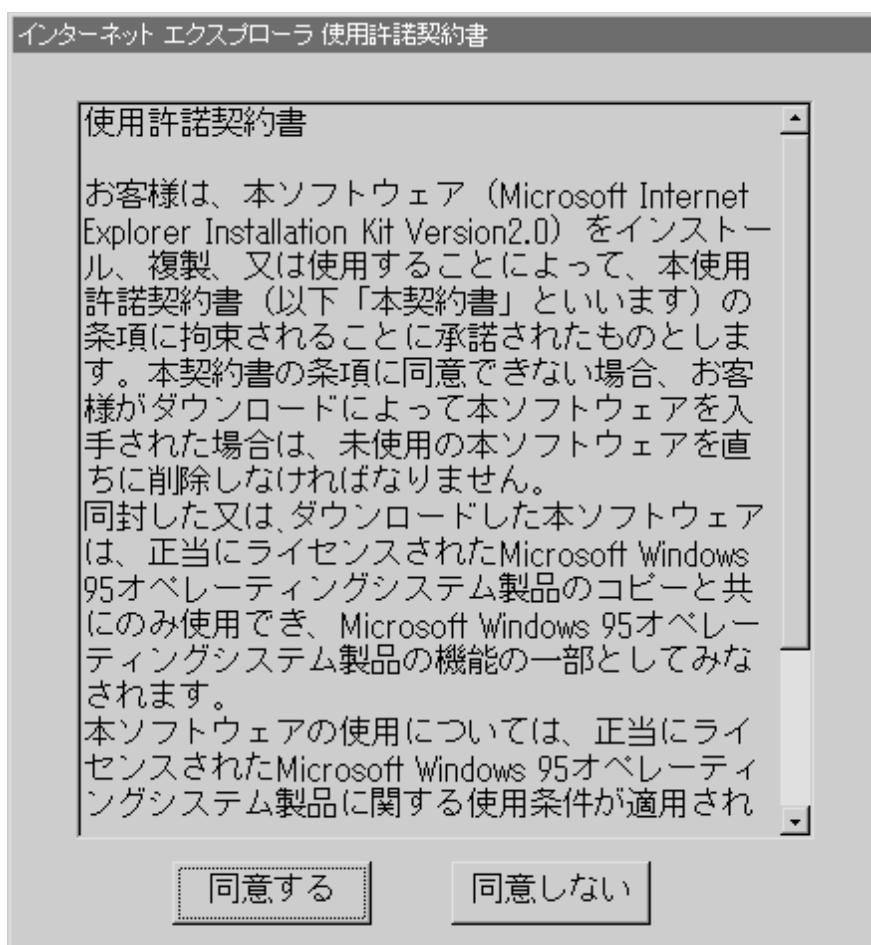 インターネット エクスプローラ 使用許諾契約書
使用許諾契約書
お客様は、本ソフトウェア（Microsoft Internet
Explorer Installation Kit Version2.0）をインストー
ル、複製、又は使用することによって、本使用
許諾契約書（以下「本契約書」といいます）の
条項に拘束されることに承諾されたものとしま
す。本契約書の条項に同意できない場合、お客
様がダウンロードによって本ソフトウェアを入
手された場合は、未使用の本ソフトウェアを直
ちに削除しなければなりません。
同封した又は、ダウンロードした本ソフトウェア
は、正当にライセンスされたMicrosoft Windows
95オペレーティングシステム製品のコピーと共
にのみ使用でき、Microsoft Windows 95オペレー
ティングシステム製品の機能の一部としてみな
されます。
本ソフトウェアの使用については、正当にライ
センスされたMicrosoft Windows 95オペレーティ
ングシステム製品に関する使用条件が適用され
同意する
同意しない